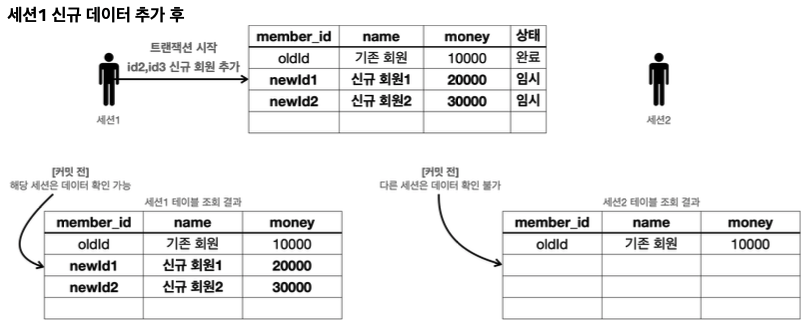 세션1 신규 데이터 추가 후
트랜잭션 시작
id2,id3 신규 회원 추가
세션1
member_id name money 상태
oldId 기존 회원 10000 완료
newId1 신규 회원1 20000 임시
newId2 신규 회원2 30000 임시
세션2
[커밋 전]
해당 세션은 데이터 확인 가능
세션1 테이블 조회 결과
member_id name money
oldId 기존 회원 10000
newId1 신규 회원1 20000
newId2 신규 회원2 30000
[커밋 전]
다른 세션은 데이터 확인 불가
세션2 테이블 조회 결과
member_id name money
oldId 기존 회원 10000